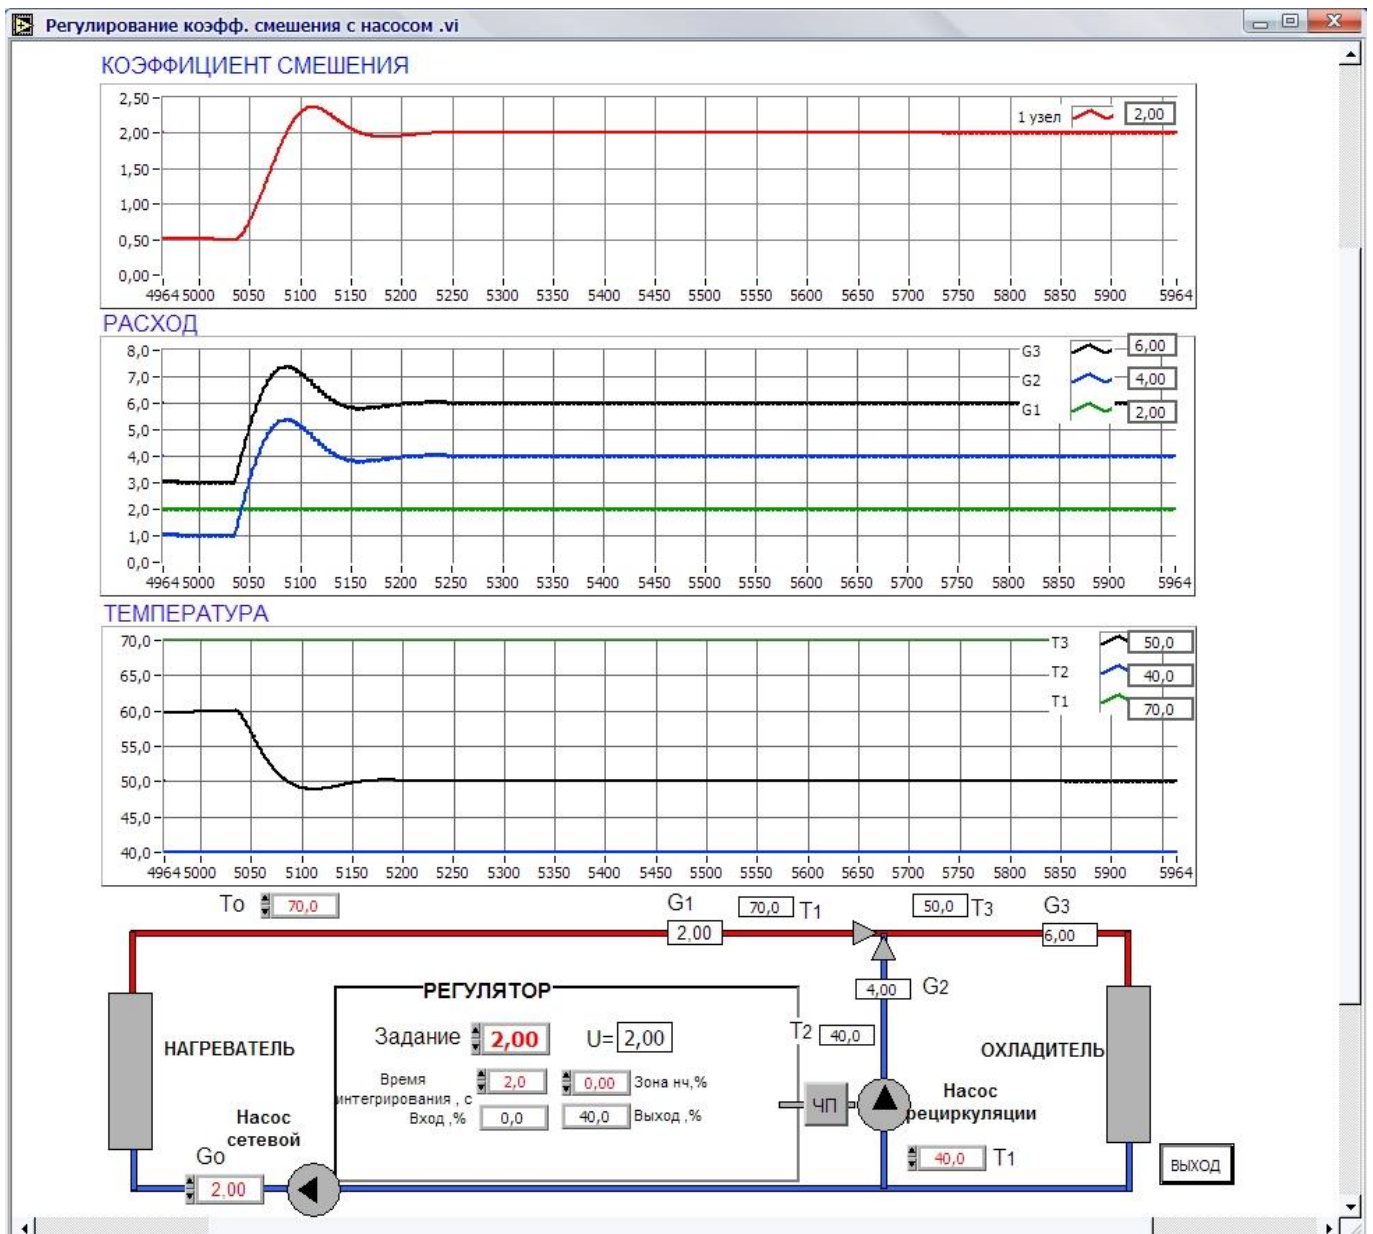 Регулирование коэфф. смешения с насосом .vi
КОЭФФИЦИЕНТ СМЕШЕНИЯ
2,50
2,00
1,50
1,00
0,50
0,00
1 узел 2,00
4964 5000 5050 5100 5150 5200 5250 5300 5350 5400 5450 5500 5550 5600 5650 5700 5750 5800 5850 5900 5964
РАСХОД
8,0
7,0
6,0
5,0
4,0
3,0
2,0
1,0
0,0
G3 6,00
G2 4,00
G1 2,00
4964 5000 5050 5100 5150 5200 5250 5300 5350 5400 5450 5500 5550 5600 5650 5700 5750 5800 5850 5900 5964
ТЕМПЕРАТУРА
70,0
65,0
60,0
55,0
50,0
45,0
40,0
T3 50,0
T2 40,0
T1 70,0
4964 5000 5050 5100 5150 5200 5250 5300 5350 5400 5450 5500 5550 5600 5650 5700 5750 5800 5850 5900 5964
To 70,0
G1 70,0 T1 50,0 T3 G3
2,00 6,00
РЕГУЛЯТОР
4,00 G2
Задание 2,00 U= 2,00
T2 40,0
НАГРЕВАТЕЛЬ
ОХЛАДИТЕЛЬ
Время 2,0 0,00 Зона нч,%
интегрирования , с
Вход ,% 0,0 40,0 Выход ,%
ЧП
Насос
рециркуляции
Насос
сетевой
Go
2,00
40,0 T1
ВЫХОД